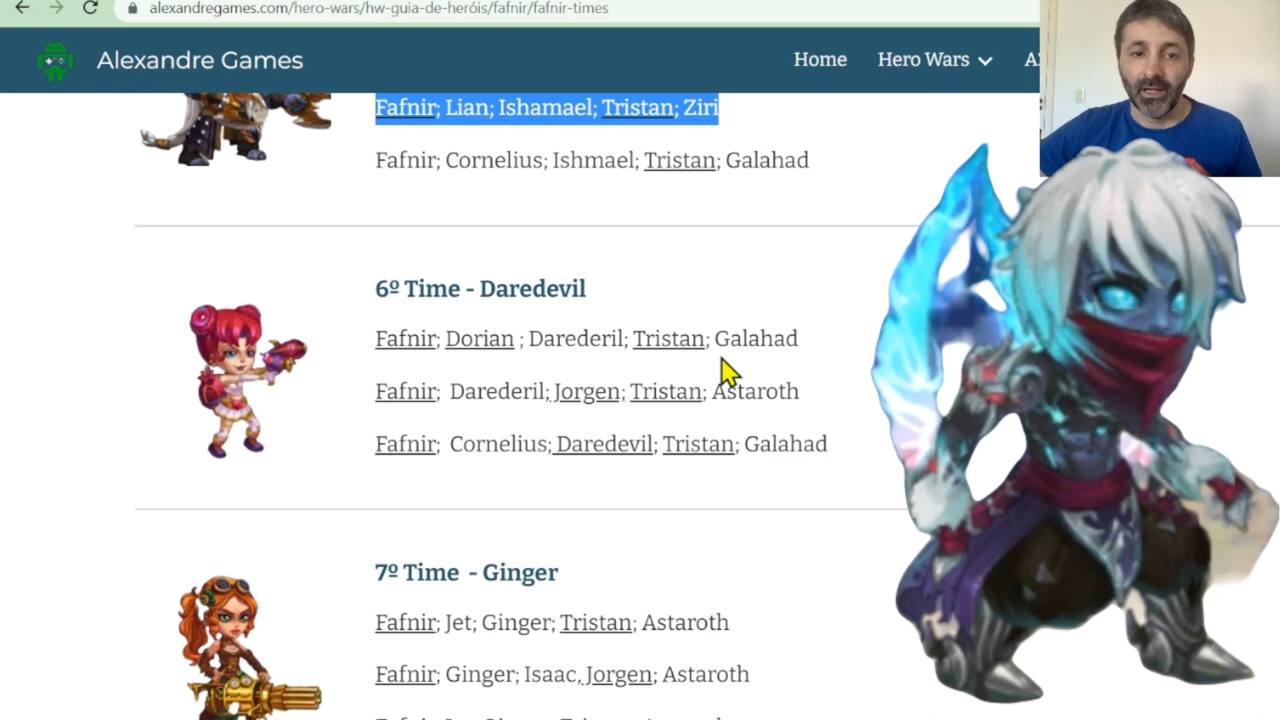 alexandregames.com/hero-wars/hw-guia-de-heróis/fafnir/fafnir-times
Alexandre Games
Home
Hero Wars
Fafnir; Lian; Ishamael; Tristan; Ziri
Fafnir; Cornelius; Ishmael; Tristan; Galahad
6º Time - Daredevil
Fafnir; Dorian ; Darederil; Tristan; Galahad
Fafnir; Darederil; Jorgen; Tristan; Astaroth
Fafnir; Cornelius; Daredevil; Tristan; Galahad
7º Time - Ginger
Fafnir; Jet; Ginger; Tristan; Astaroth
Fafnir; Ginger; Isaac, Jorgen; Astaroth